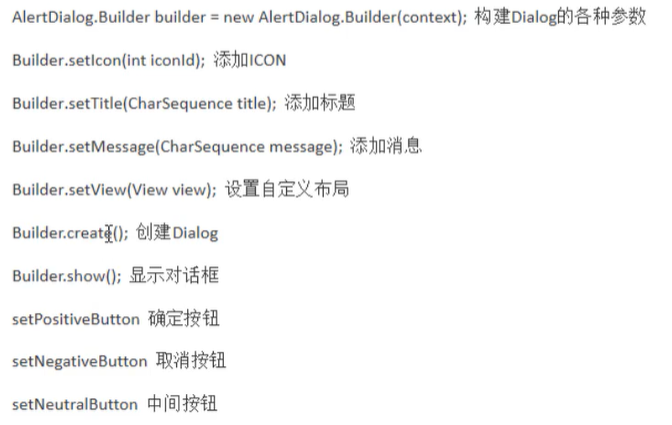 AlertDialog.Builder builder = new AlertDialog.Builder(context); 构建Dialog的各种参数
Builder.setIcon(int iconId); 添加ICON
Builder.setTitle(CharSequence title); 添加标题
Builder.setMessage(CharSequence message); 添加消息
Builder.setView(View view); 设置自定义布局
Builder.create(); 创建Dialog
Builder.show(); 显示对话框
setPositiveButton 确定按钮
setNegativeButton 取消按钮
setNeutralButton 中间按钮